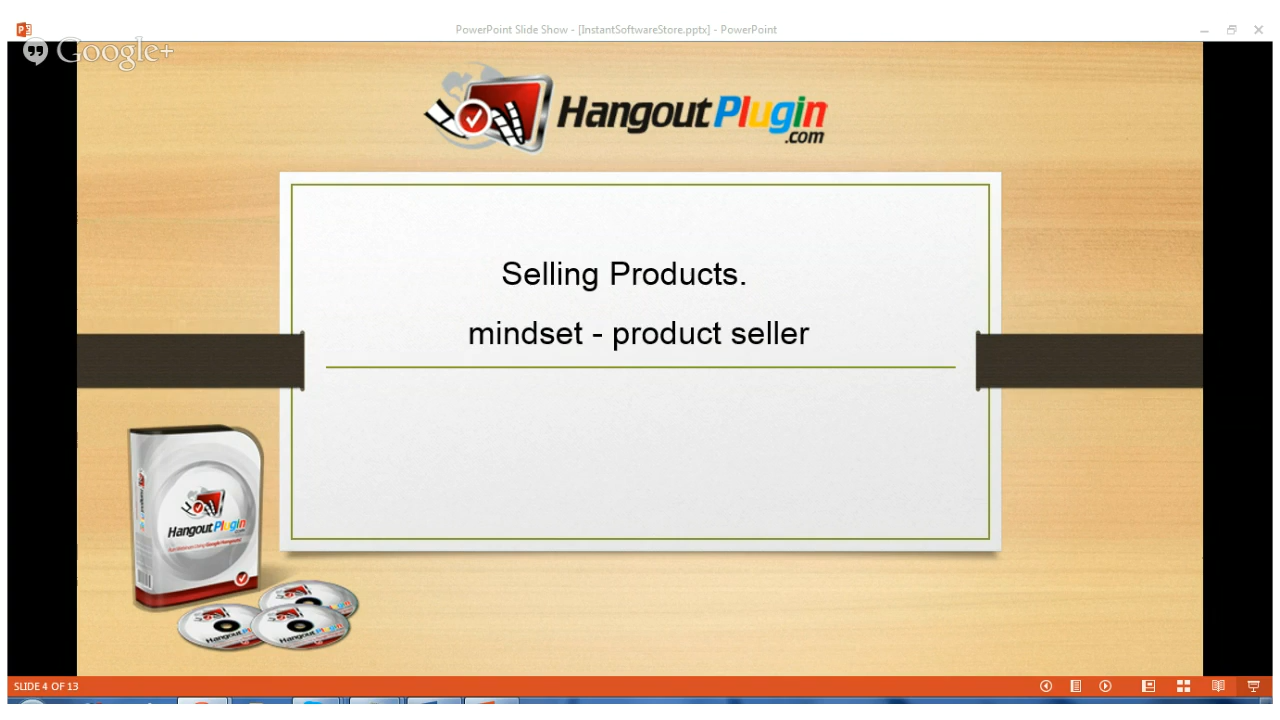 PowerPoint Slide Show - [InstantSoftwareStore.pptx] - PowerPoint
Google+
HangoutPlugin
.com
Selling Products.
mindset - product seller
HangoutPlugin
HangoutPlugin
SLIDE 4 OF 13